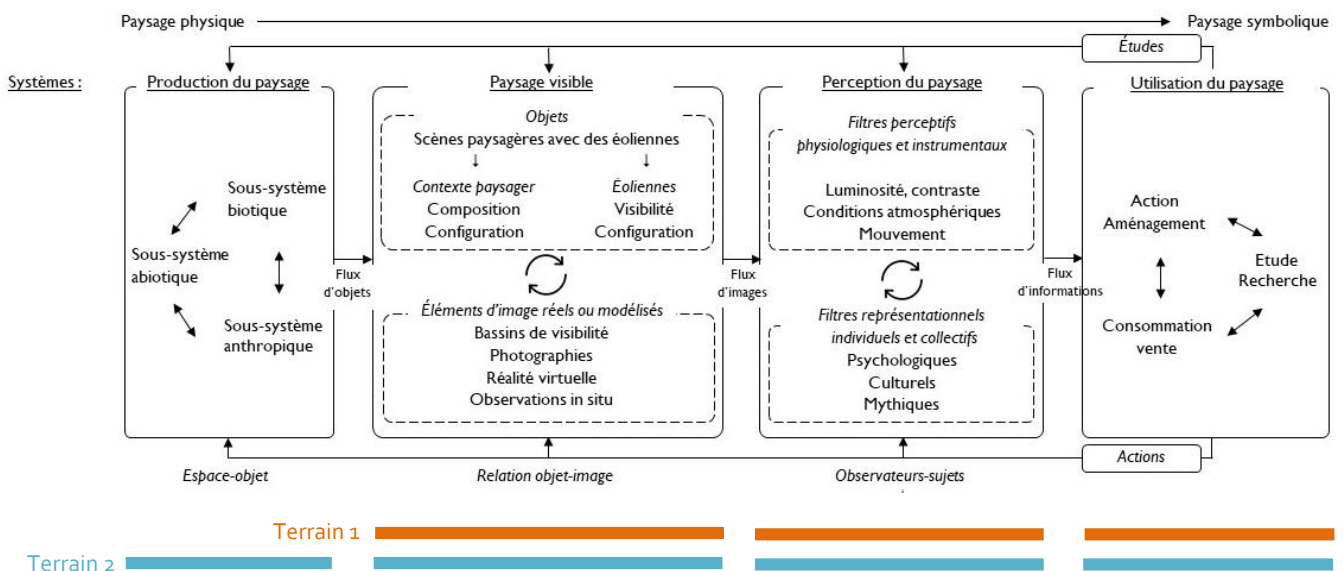 Paysage physique
Paysage symbolique
Études
Systèmes :
Production du paysage
Paysage visible
Perception du paysage
Utilisation du paysage
Sous-système
biotique
Sous-système
abiotique
Sous-système
anthropique
Flux
d'objets
Objets
Scènes paysagères avec des éoliennes
↓ ↓
Contexte paysager
Composition
Configuration
Éoliennes
Visibilité
Configuration
Éléments d'image réels ou modélisés
Bassins de visibilité
Photographies
Réalité virtuelle
Observations in situ
Flux
d'images
Filtres perceptifs
physiologiques et instrumentaux
Luminosité, contraste
Conditions atmosphériques
Mouvement
Filtres représentationnels
individuels et collectifs
Psychologiques
Culturels
Mythiques
Flux
d'informations
Action
Aménagement
Etude
Recherche
Consommation
vente
Actions
Espace-objet
Relation objet-image
Observateurs-sujets
Terrain 1
Terrain 2